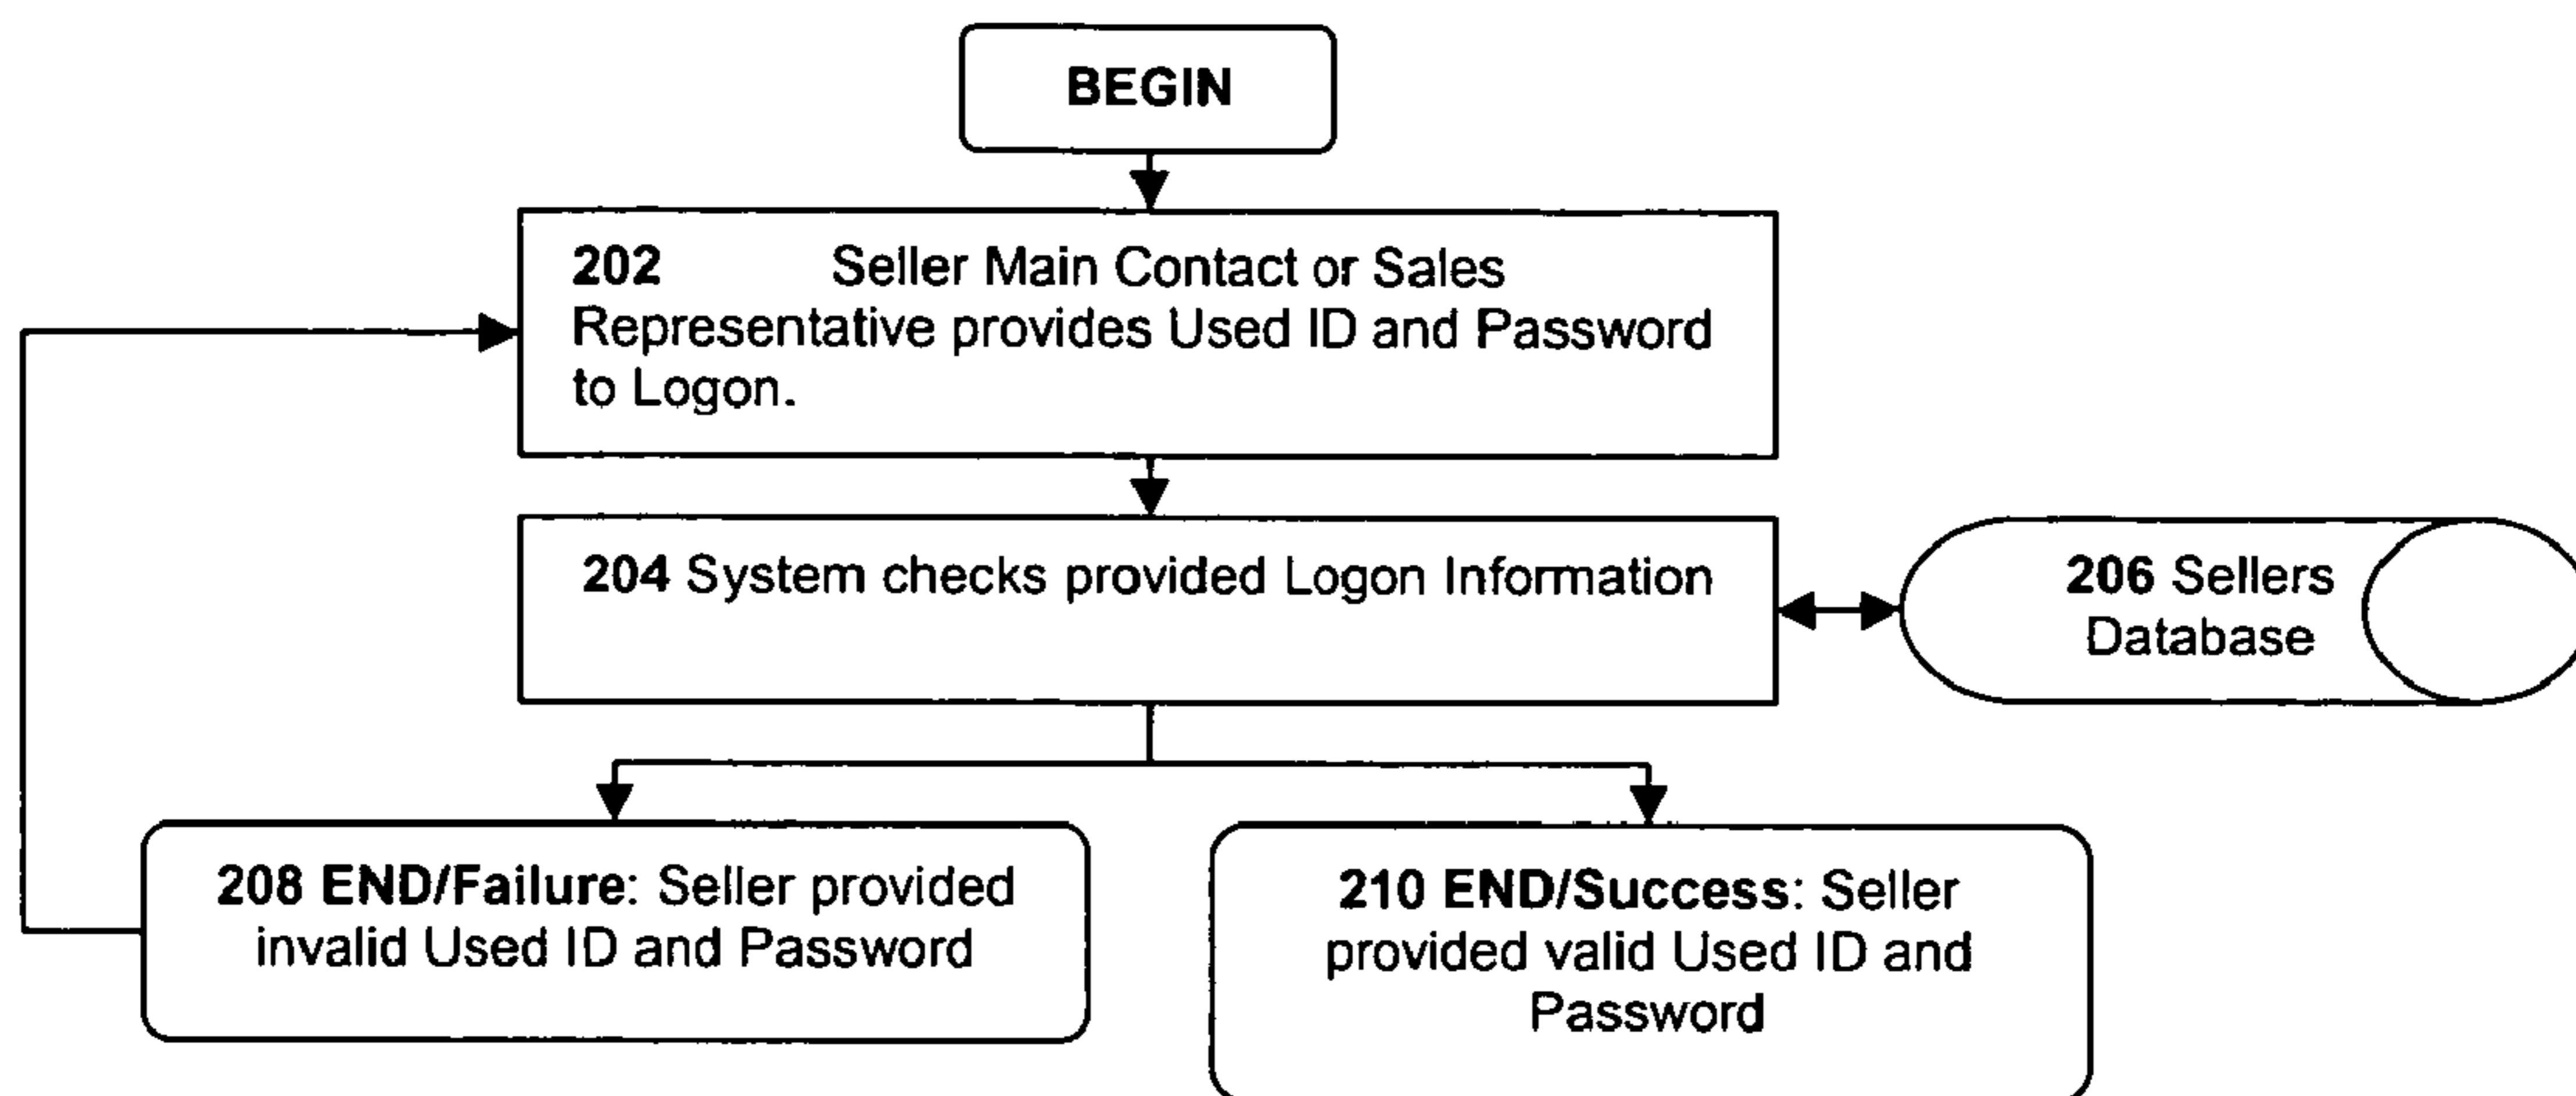 BEGIN
202 Seller Main Contact or Sales
Representative provides Used ID and Password
to Logon.
204 System checks provided Logon Information
206 Sellers
Database
208 END/Failure: Seller provided
invalid Used ID and Password
210 END/Success: Seller
provided valid Used ID and
Password